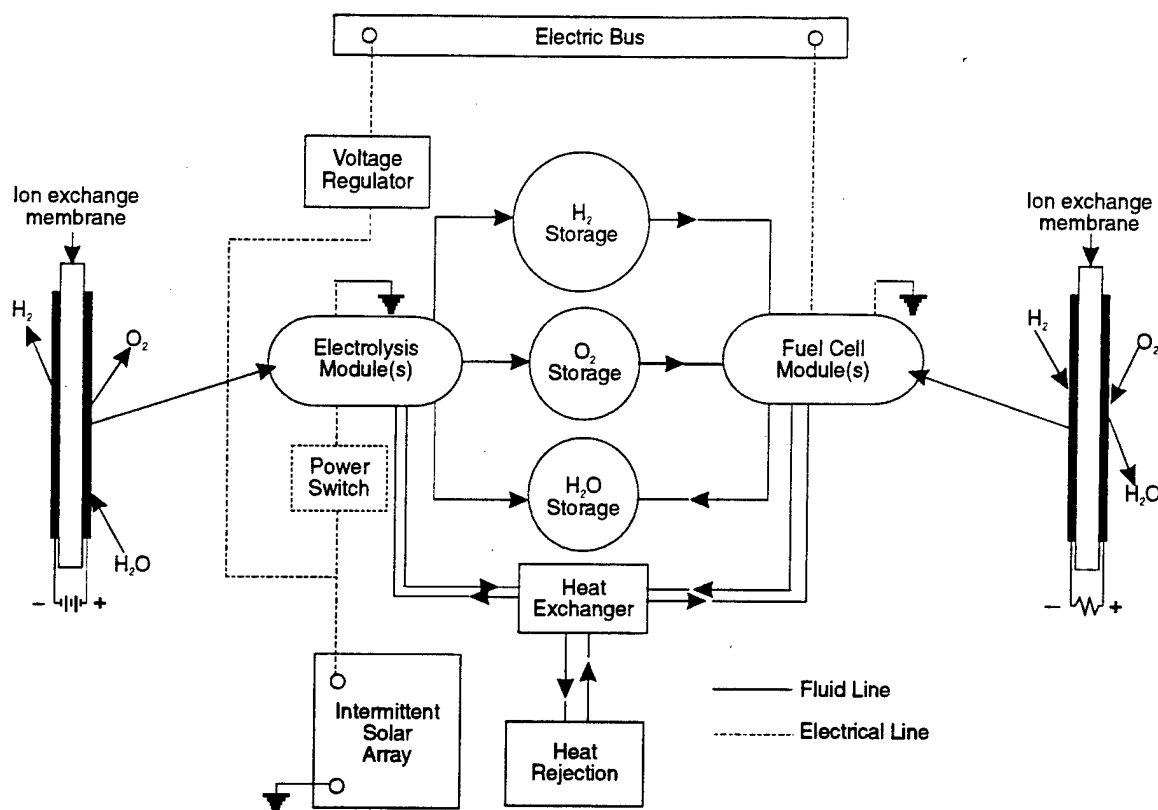 Electric Bus
Voltage
Regulator
Ion exchange
membrane
H₂
Storage
Ion exchange
membrane
H₂
O₂
Electrolysis
Module(s)
O₂
Storage
Fuel Cell
Module(s)
H₂
O₂
Power
Switch
H₂O
Storage
H₂O
H₂O
Heat
Exchanger
− +
− +
Intermittent
Solar
Array
Heat
Rejection
Fluid Line
Electrical Line